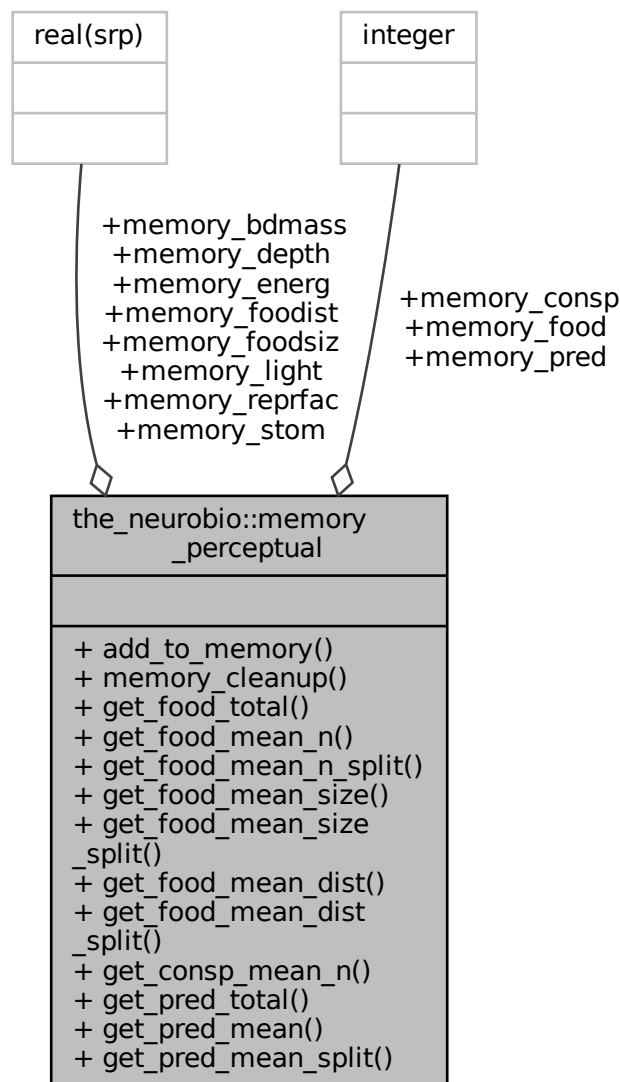 real(srp)
integer
+memory_bdmass
+memory_depth
+memory_energ
+memory_foodist
+memory_foodsiz
+memory_light
+memory_reprfac
+memory_stom
+memory_consp
+memory_food
+memory_pred
the_neurobio::memory
_perceptual
+ add_to_memory()
+ memory_cleanup()
+ get_food_total()
+ get_food_mean_n()
+ get_food_mean_n_split()
+ get_food_mean_size()
+ get_food_mean_size
_split()
+ get_food_mean_dist()
+ get_food_mean_dist
_split()
+ get_consp_mean_n()
+ get_pred_total()
+ get_pred_mean()
+ get_pred_mean_split()